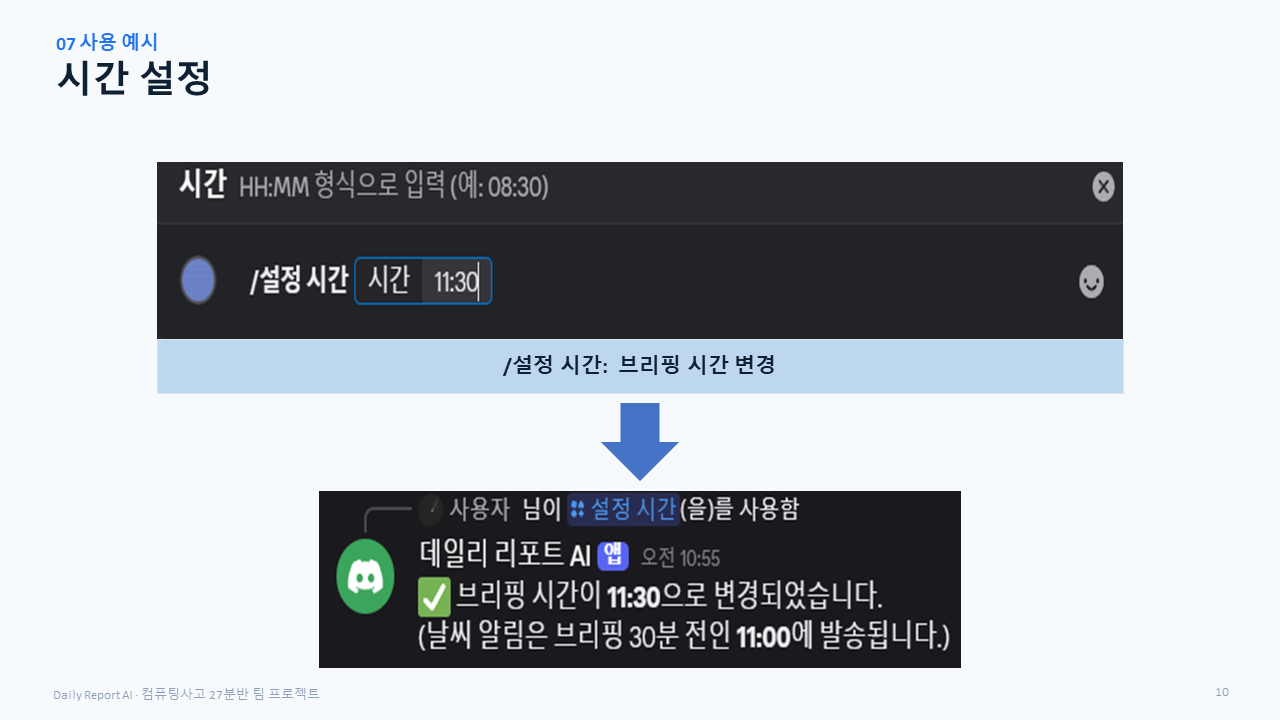 07 사용 예시
시간 설정
시간 HH:MM 형식으로 입력 (예: 08:30)
/설정 시간 시간 11:30
/설정 시간: 브리핑 시간 변경
사용자 님이 설정 시간(을)를 사용함
데일리 리포트 AI 앱 오전 10:55
브리핑 시간이 11:30으로 변경되었습니다.
(날씨 알림은 브리핑 30분 전인 11:00에 발송됩니다.)
Daily Report AI · 컴퓨팅사고 27분반 팀 프로젝트
10